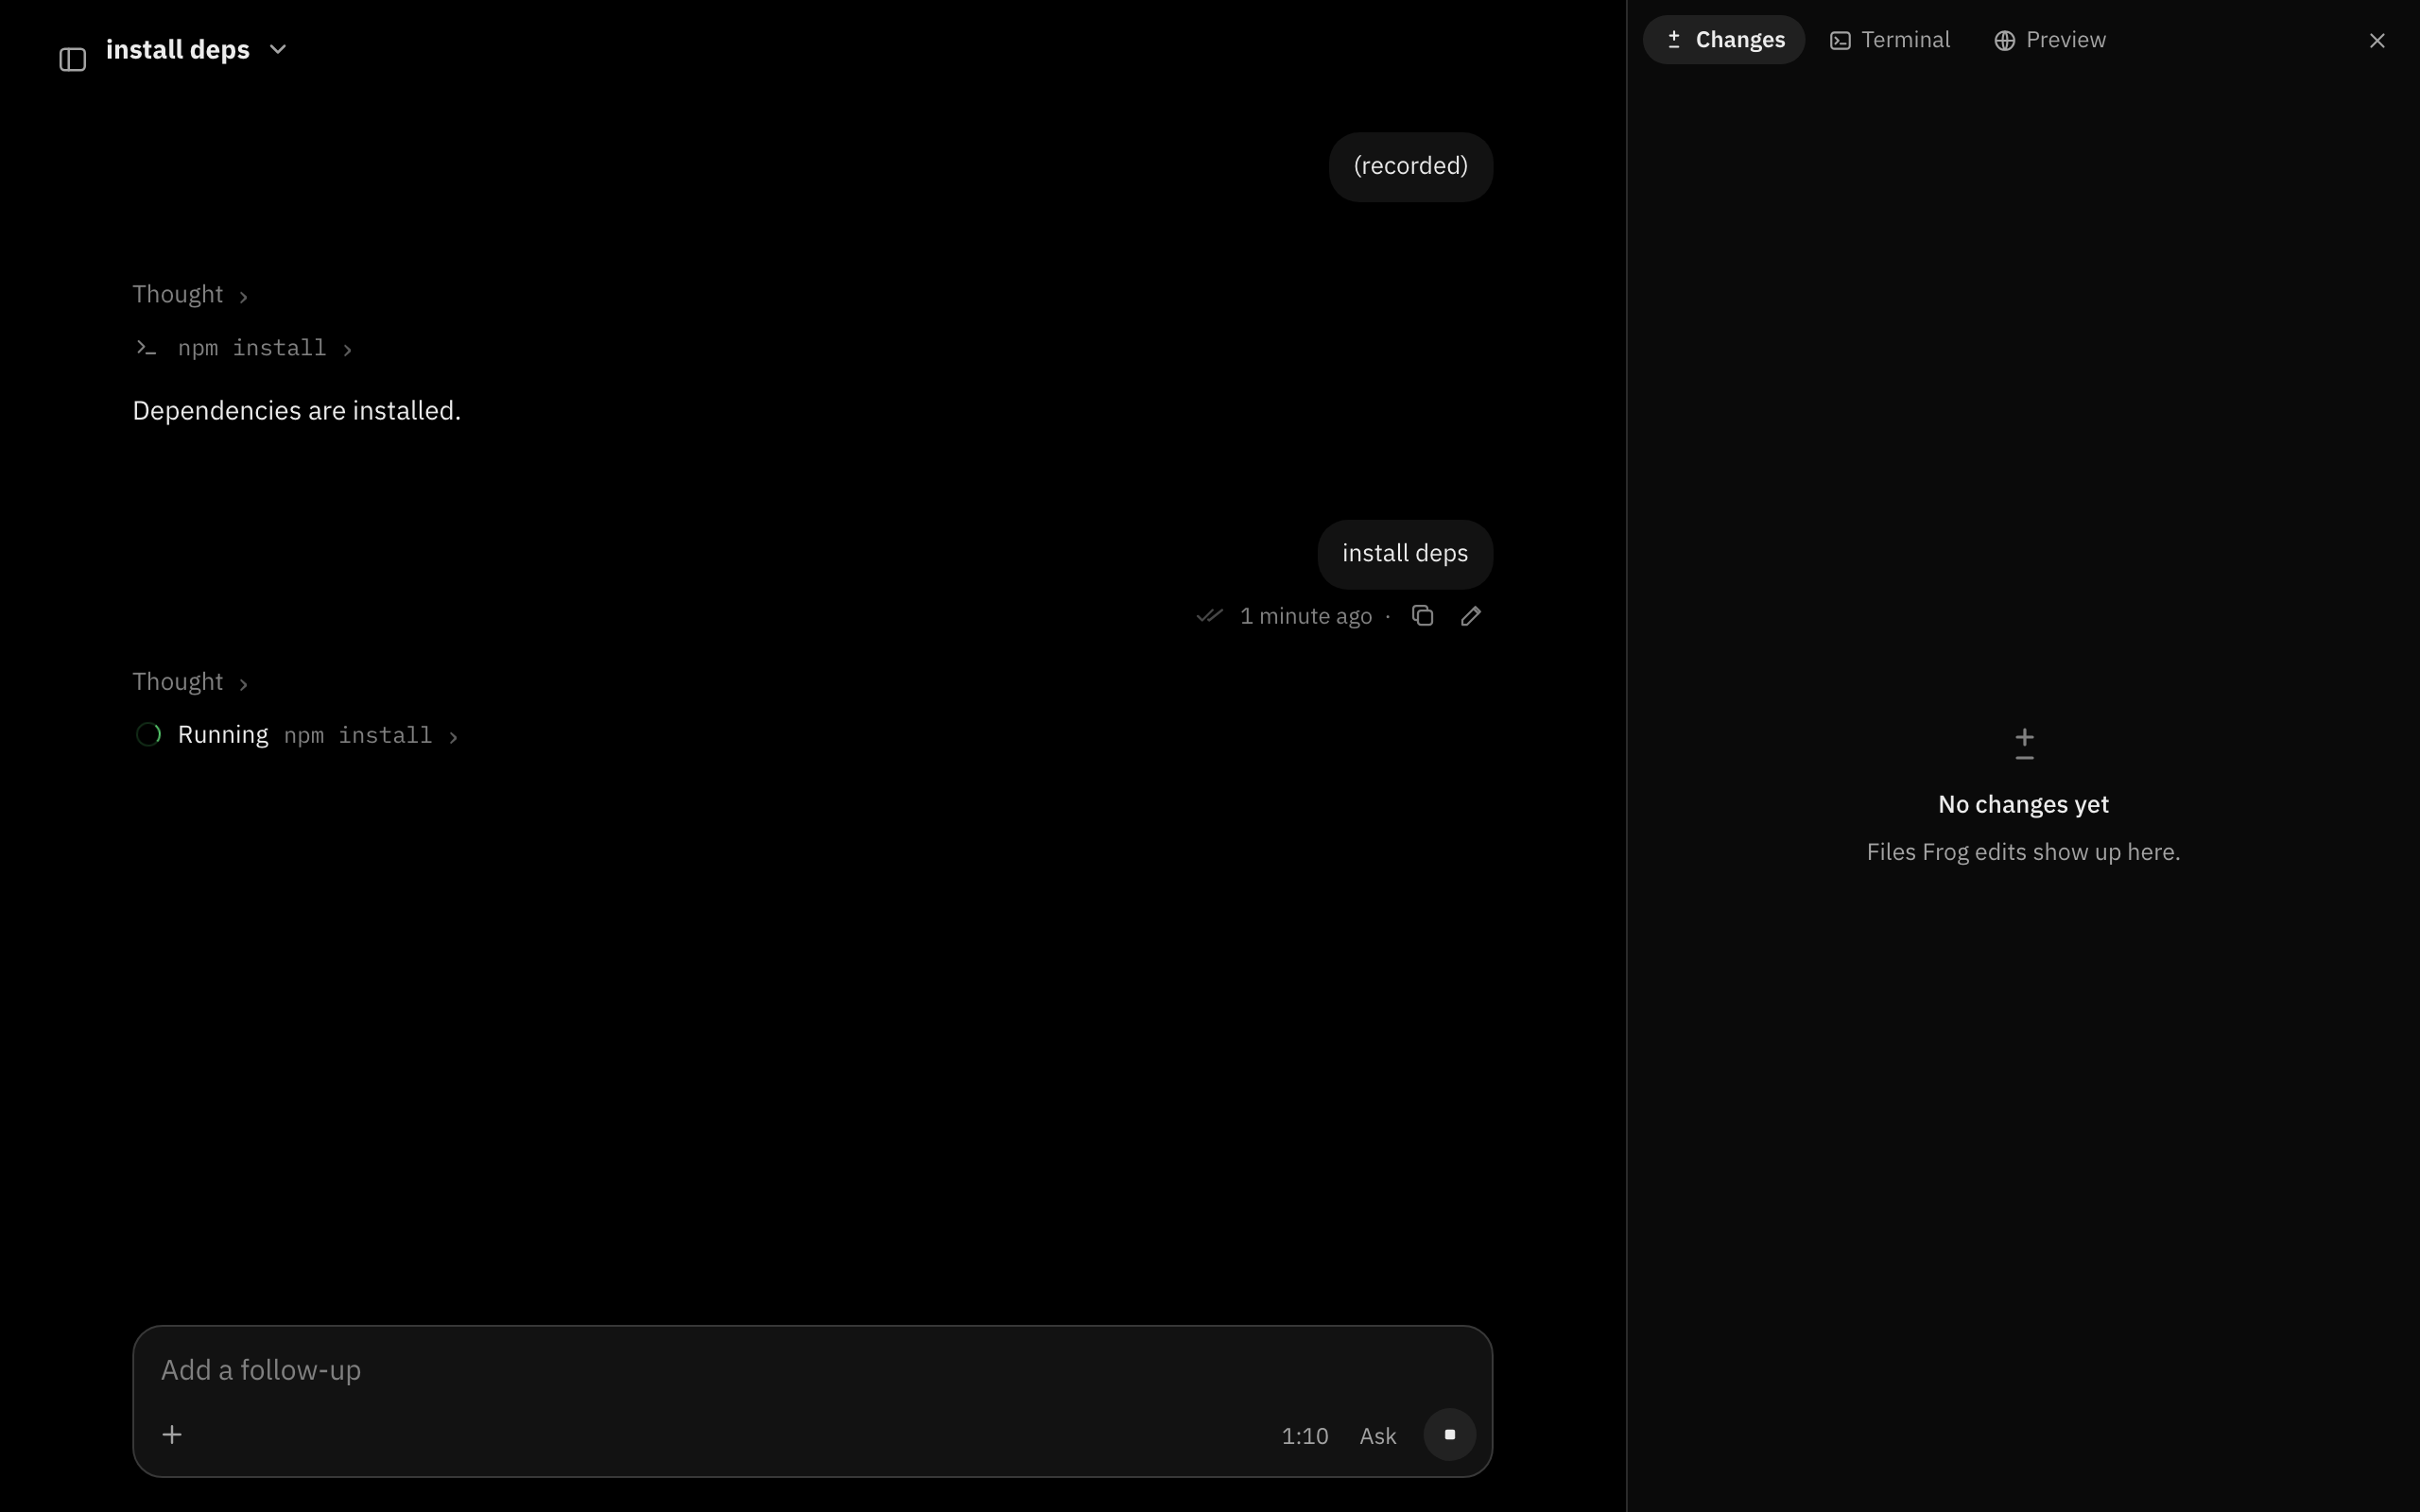 install deps
Changes
Terminal
Preview
(recorded)
Thought
npm install
Dependencies are installed.
install deps
1 minute ago ·
Thought
Running npm install
No changes yet
Files Frog edits show up here.
Add a follow-up
1:10
Ask